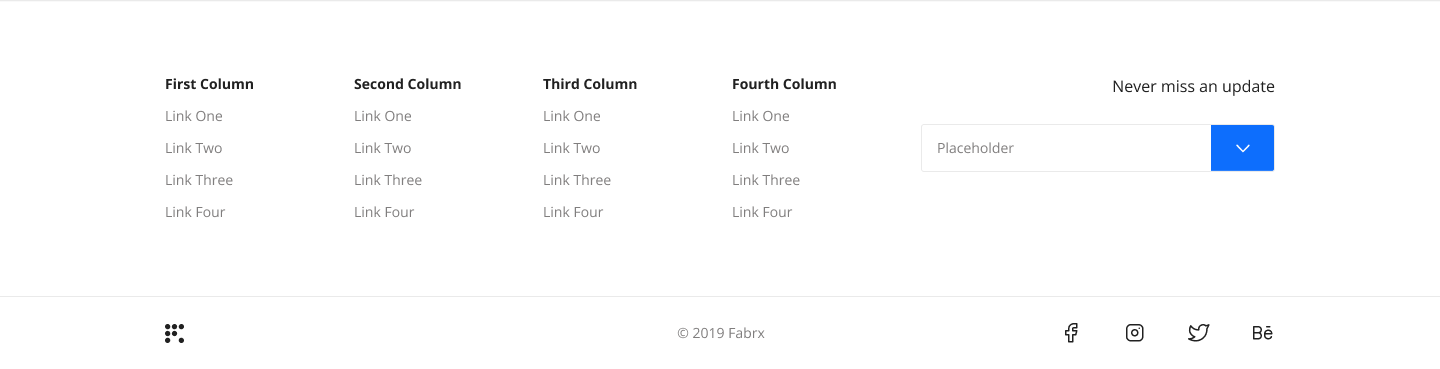 First Column
Link One
Link Two
Link Three
Link Four
Second Column
Link One
Link Two
Link Three
Link Four
Third Column
Link One
Link Two
Link Three
Link Four
Fourth Column
Link One
Link Two
Link Three
Link Four
Never miss an update
Placeholder
© 2019 Fabrx
Bē